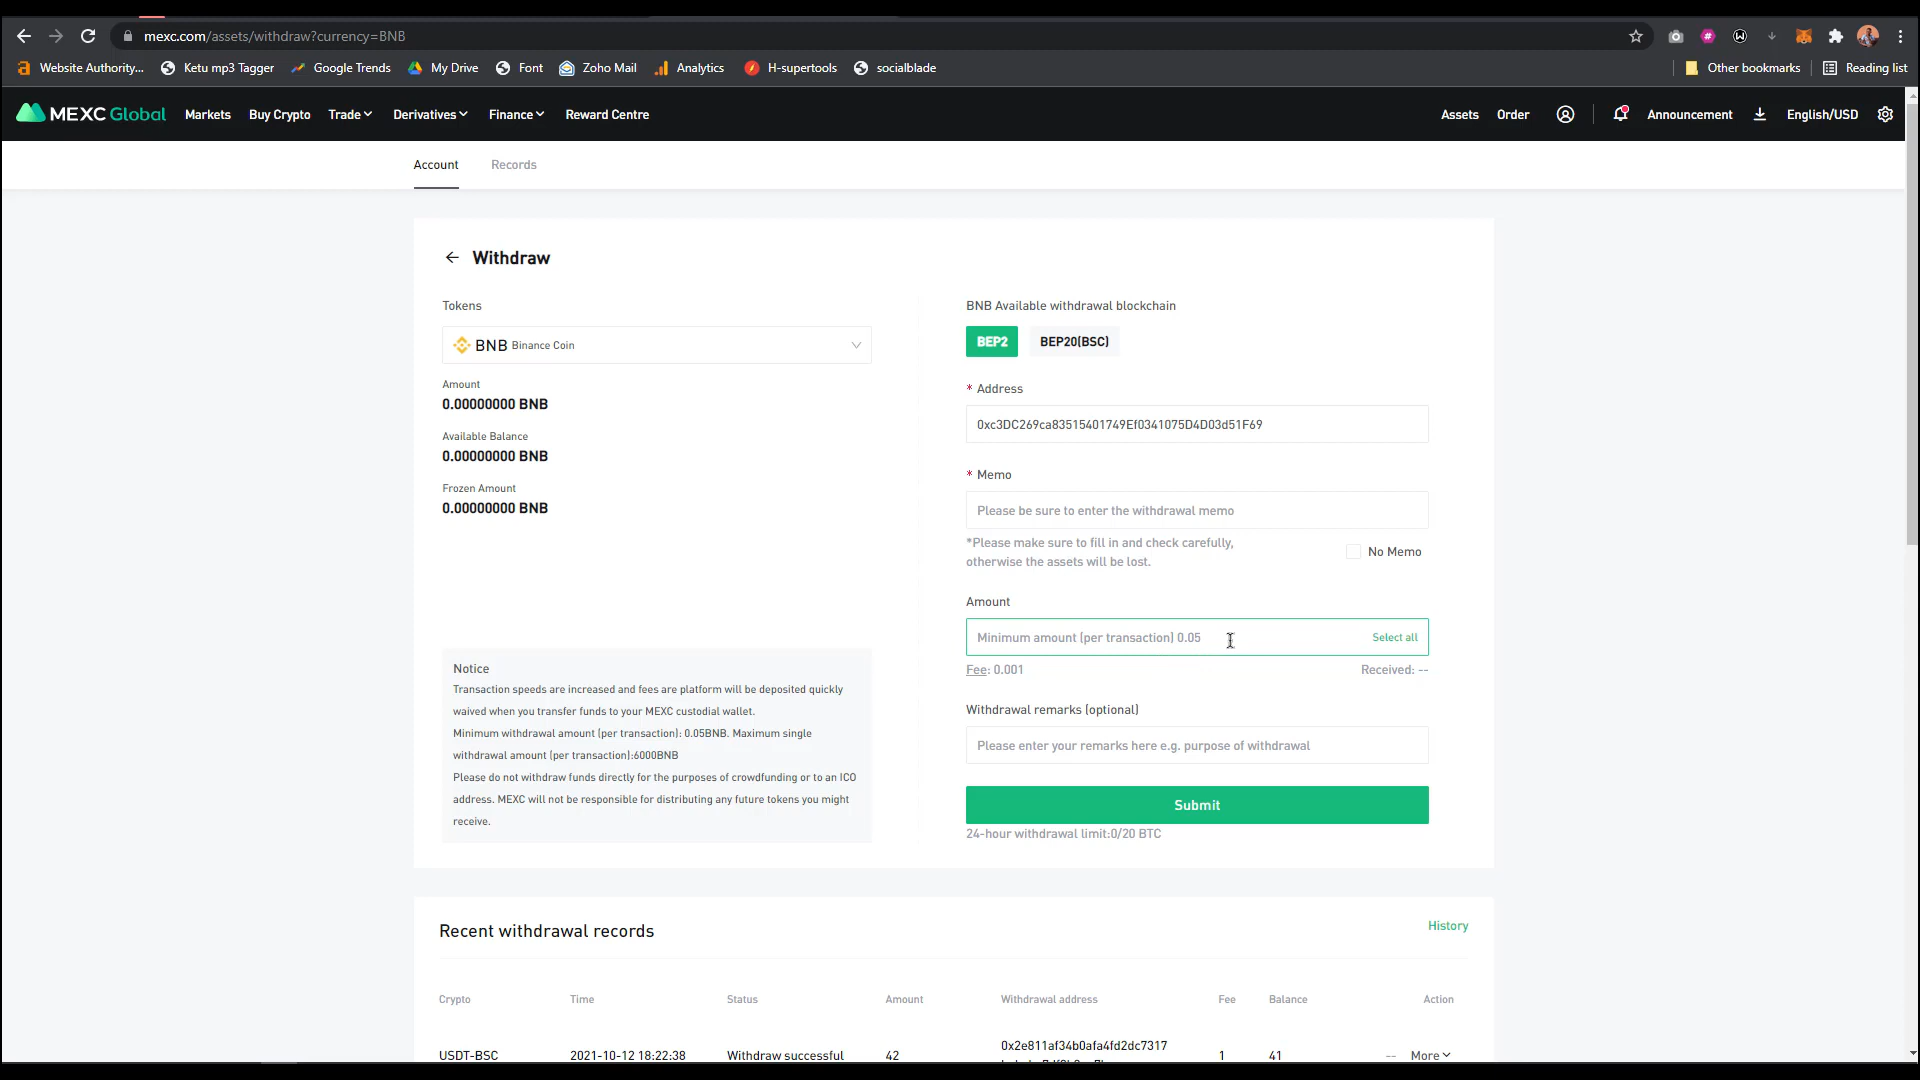 mexc.com/assets/withdraw?currency=BNB
Website Authority... Ketu mp3 Tagger Google Trends My Drive Font Zoho Mail Analytics H-supertools socialblade Other bookmarks Reading list
MEXC Global Markets Buy Crypto Trade Derivatives Finance Reward Centre Assets Order Announcement English/USD
Account Records
Withdraw
Tokens
BNB Binance Coin
Amount
0.00000000 BNB
Available Balance
0.00000000 BNB
Frozen Amount
0.00000000 BNB
Notice
Transaction speeds are increased and fees are platform will be deposited quickly
waived when you transfer funds to your MEXC custodial wallet.
Minimum withdrawal amount (per transaction): 0.05BNB. Maximum single
withdrawal amount (per transaction):6000BNB
Please do not withdraw funds directly for the purposes of crowdfunding or to an ICO
address. MEXC will not be responsible for distributing any future tokens you might
receive.
BNB Available withdrawal blockchain
BEP2 BEP20(BSC)
* Address
0xc3DC269ca83515401749Ef0341075D4D03d51F69
* Memo
Please be sure to enter the withdrawal memo
*Please make sure to fill in and check carefully,
otherwise the assets will be lost.
No Memo
Amount
Minimum amount (per transaction) 0.05 Select all
Fee: 0.001 Received: --
Withdrawal remarks (optional)
Please enter your remarks here e.g. purpose of withdrawal
Submit
24-hour withdrawal limit:0/20 BTC
Recent withdrawal records History
Crypto Time Status Amount Withdrawal address Fee Balance Action
USDT-BSC 2021-10-12 18:22:38 Withdraw successful 42 0x2e811af34b0afa4fd2dc7317 1 41 -- More